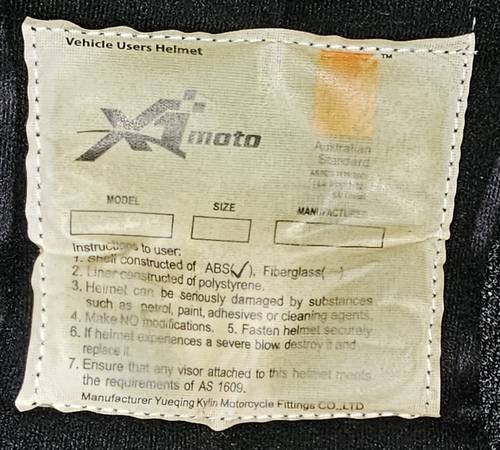 Vehicle Users Helmet
TM
X1 moto
Australian
Standard
MODEL SIZE MANUFACTURED
Instructions to user:
1. Shell constructed of ABS(✓), Fiberglass( )
2. Liner constructed of polystyrene.
3. Helmet can be seriously damaged by substances
such as petrol, paint, adhesives or cleaning agents.
4. Make NO modifications. 5. Fasten helmet securely
6. If helmet experiences a severe blow destroy it and
replace it.
7. Ensure that any visor attached to this helmet meets
the requirements of AS 1609.
Manufacturer Yueqing Kylin Motorcycle Fittings CO.,LTD